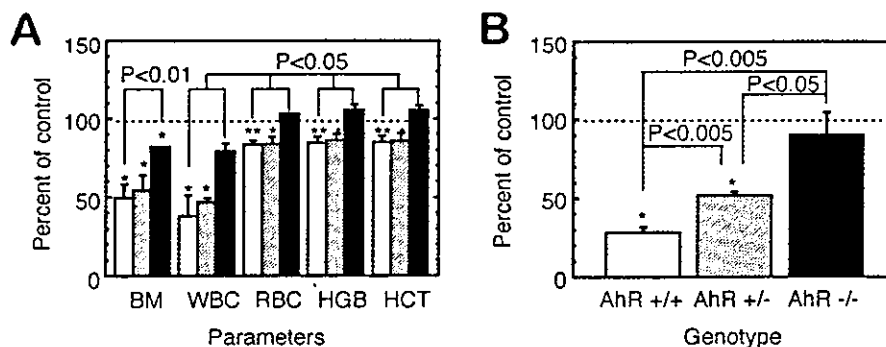 A
Percent of control
150
100
50
0
P<0.01
P<0.05
* * *
* *
** *
** *
** *
BM WBC RBC HGB HCT
Parameters
B
Percent of control
150
100
50
0
P<0.005
P<0.05
P<0.005
*
*
AhR +/+ AhR +/- AhR -/-
Genotype